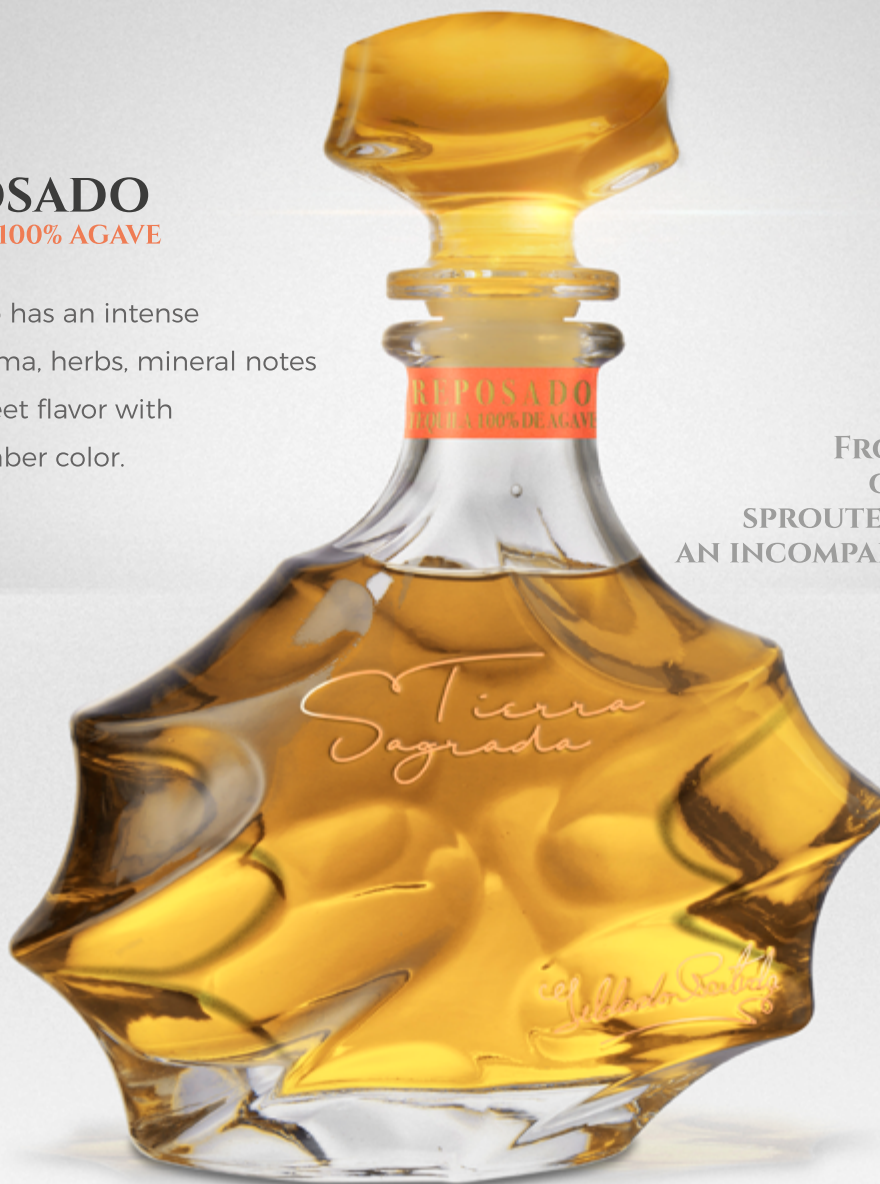 OSADO
100% AGAVE
has an intense
ma, herbs, mineral notes
eet flavor with
ber color.
REPOSADO
TEQUILA 100% DE AGAVE
FRO
SPROUTE
AN INCOMPA
Tierra
Sagrada